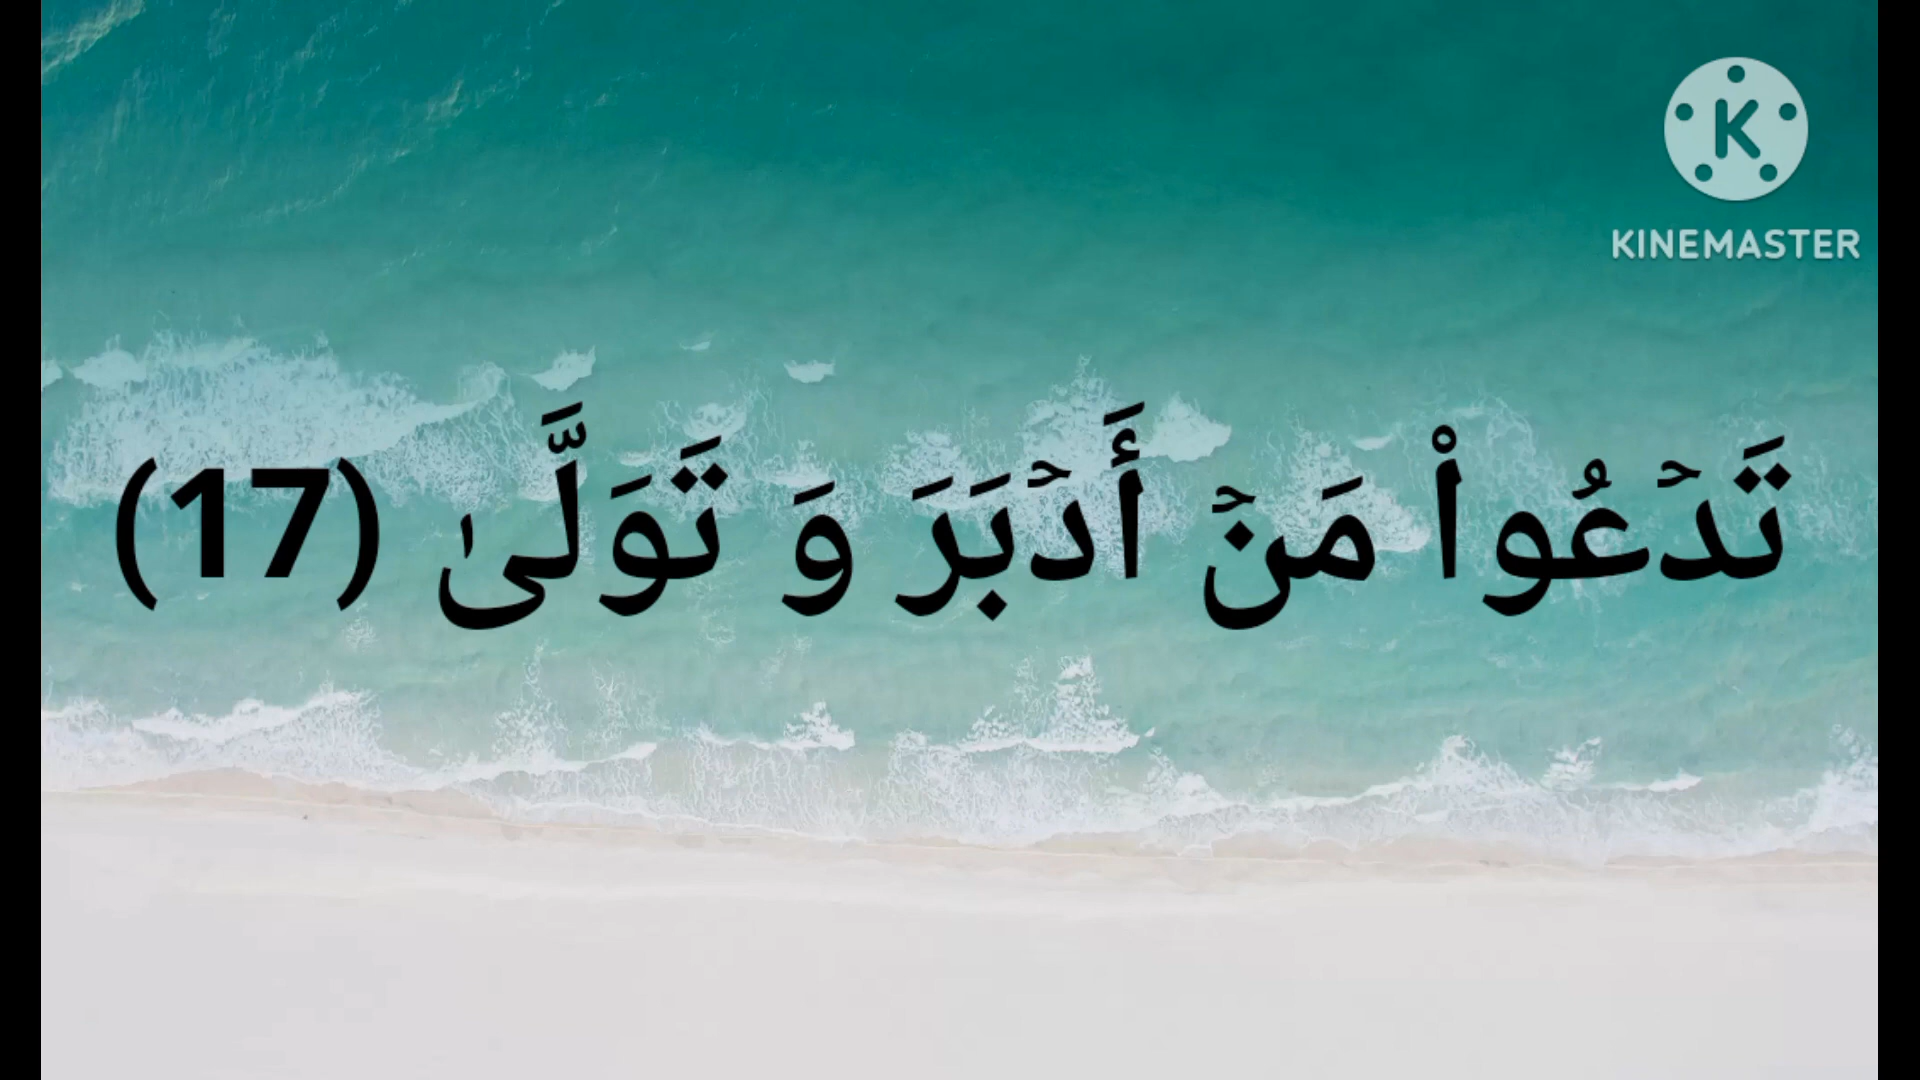 KINEMASTER
تَدۡعُواْ مَنۡ أَدۡبَرَ وَ تَوَلَّىٰ (17)